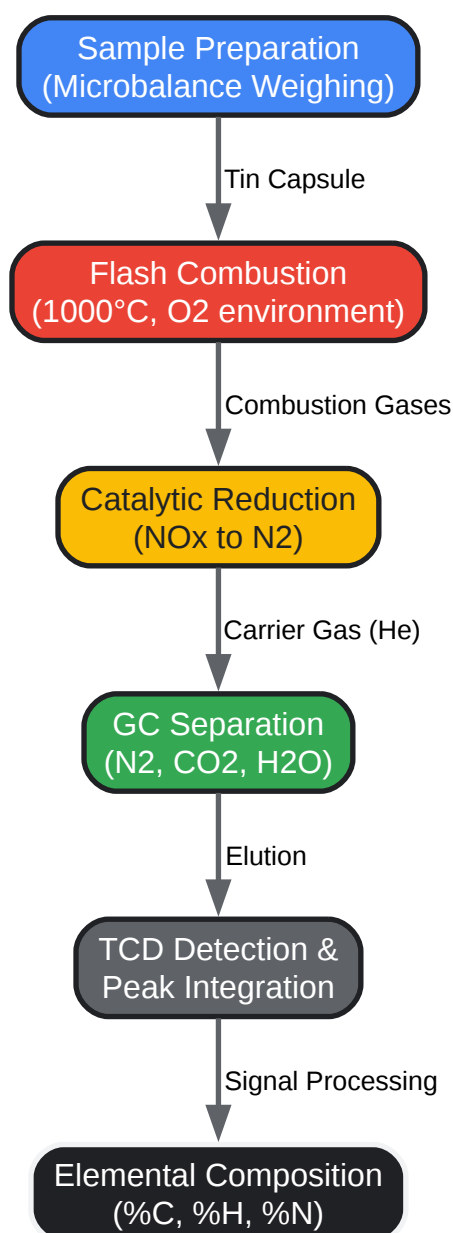 Sample Preparation
(Microbalance Weighing)
Tin Capsule
Flash Combustion
(1000°C, O2 environment)
Combustion Gases
Catalytic Reduction
(NOx to N2)
Carrier Gas (He)
GC Separation
(N2, CO2, H2O)
Elution
TCD Detection &
Peak Integration
Signal Processing
Elemental Composition
(%C, %H, %N)